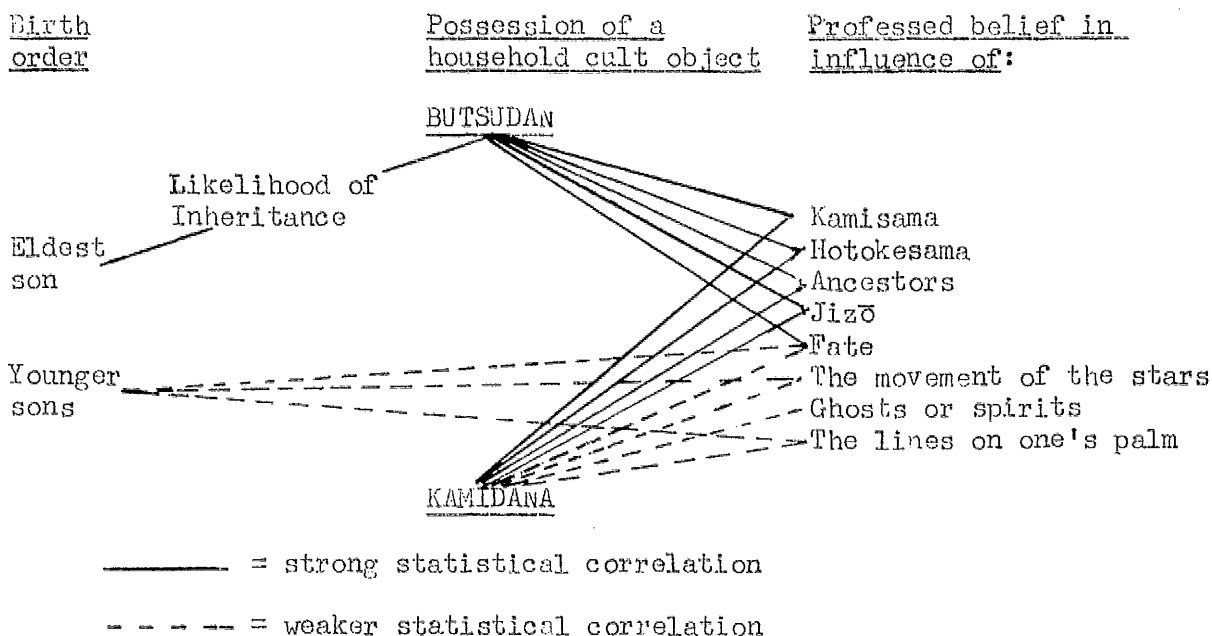 Birth
order
Possession of a
household cult object
Professed belief in
influence of:
BUTSUDAN
Likelihood of
Inheritance
Eldest
son
Younger
sons
Kamisama
Hotokesama
Ancestors
Jizō
Fate
The movement of the stars
Ghosts or spirits
The lines on one's palm
KAMIDANA
= strong statistical correlation
= weaker statistical correlation